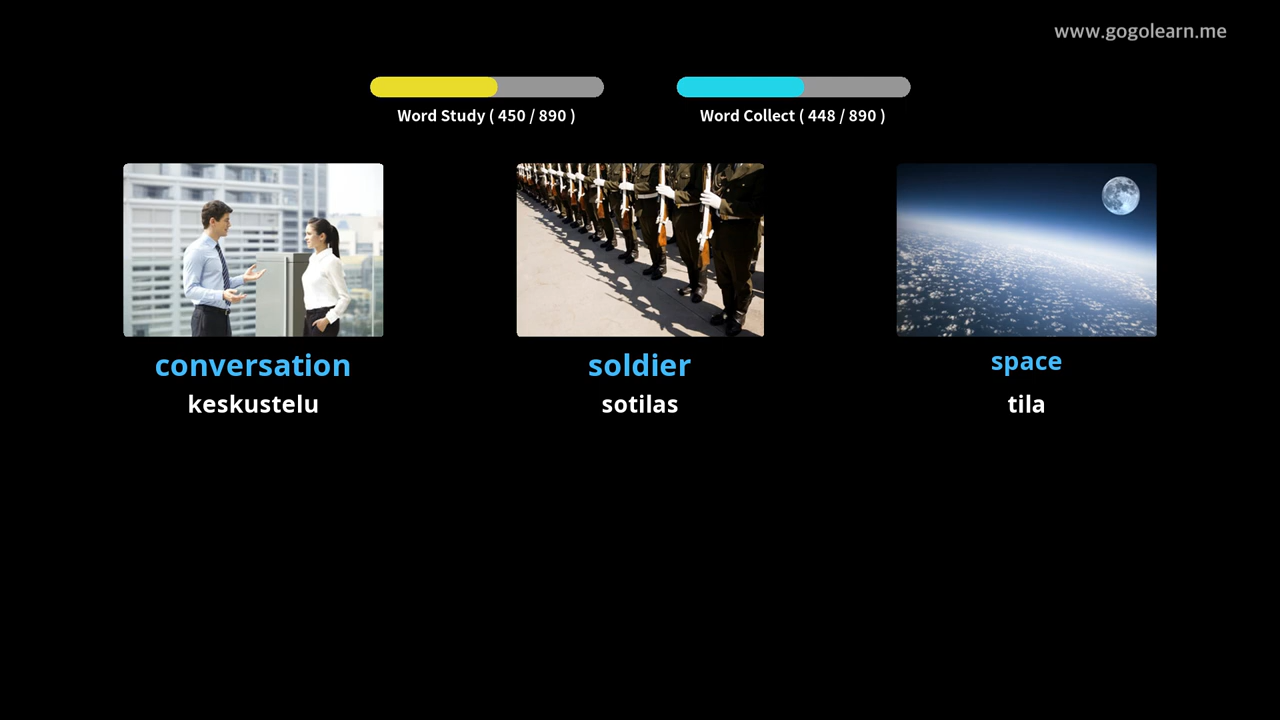 www.gogolearn.me
Word Study ( 450 / 890 )
Word Collect ( 448 / 890 )
conversation
soldier
space
keskustelu
sotilas
tila